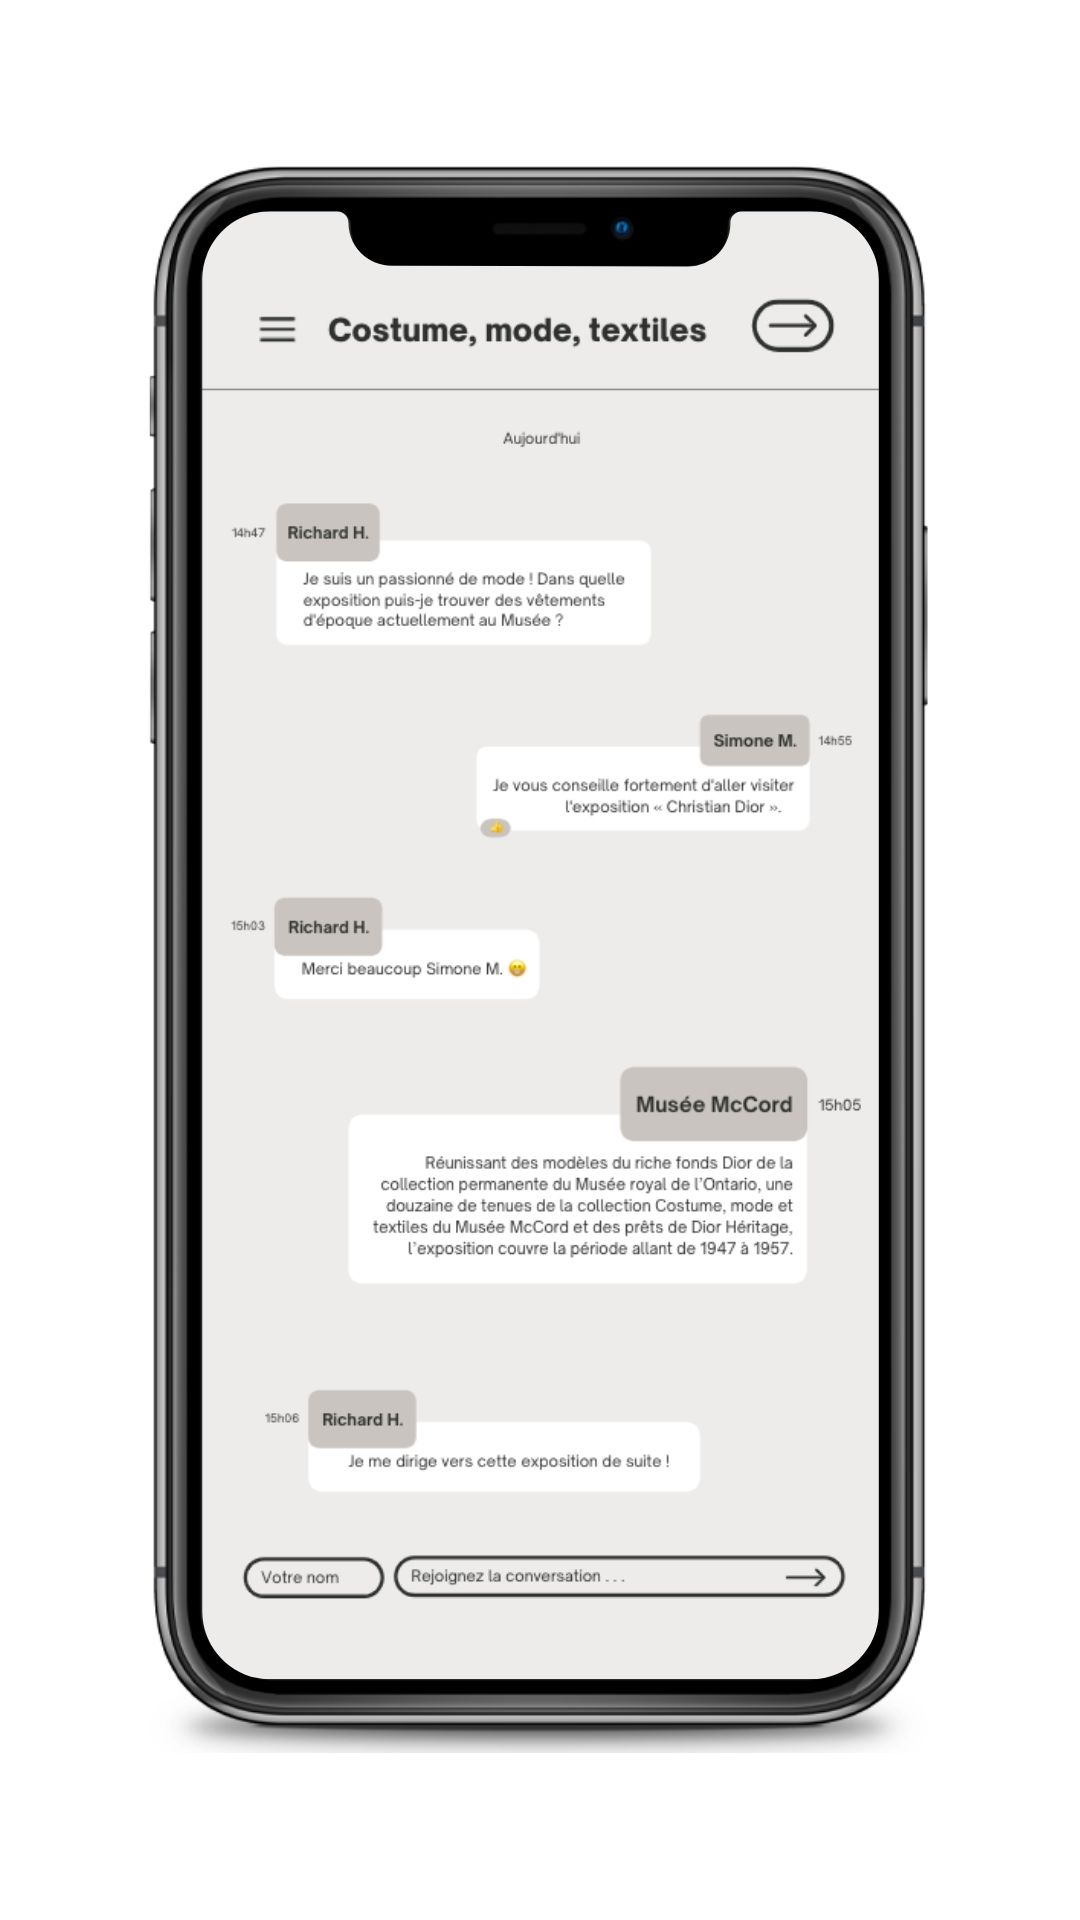 Costume, mode, textiles
Aujourd'hui
14h47
Richard H.
Je suis un passionné de mode ! Dans quelle
exposition puis-je trouver des vêtements
d'époque actuellement au Musée ?
Simone M.
14h55
Je vous conseille fortement d'aller visiter
l'exposition « Christian Dior ».
15h03
Richard H.
Merci beaucoup Simone M. 🤭
Musée McCord
15h05
Réunissant des modèles du riche fonds Dior de la
collection permanente du Musée royal de l’Ontario, une
douzaine de tenues de la collection Costume, mode et
textiles du Musée McCord et des prêts de Dior Héritage,
l’exposition couvre la période allant de 1947 à 1957.
15h06
Richard H.
Je me dirige vers cette exposition de suite !
Votre nom
Rejoignez la conversation . . .